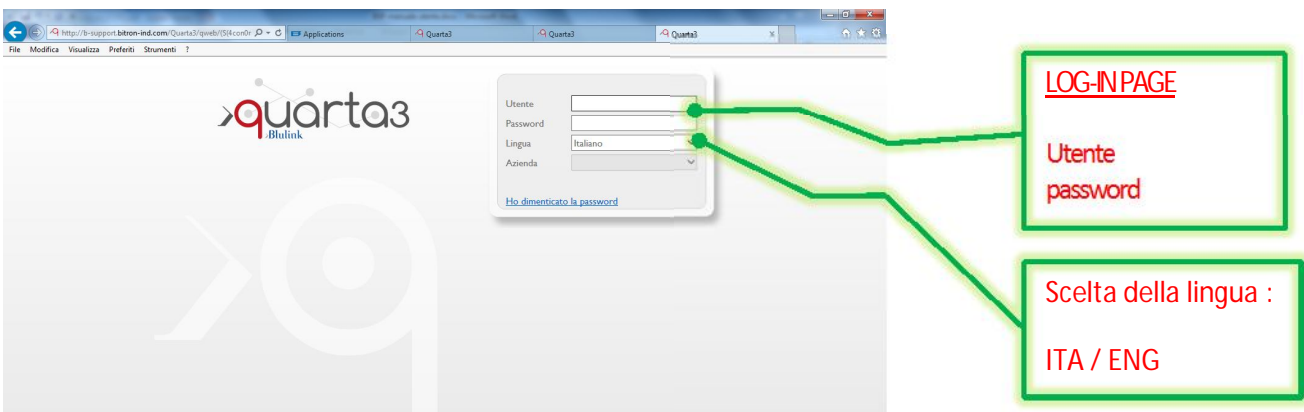 http://b-support.bitron-ind.com/Quarta3/qweb/(S(4con0r
Applications
Quarta3
Quarta3
Quarta3
x
File Modifica Visualizza Preferiti Strumenti ?
quarta3
Blulink
Utente
Password
Lingua Italiano
Azienda
Ho dimenticato la password
LOG-IN PAGE
Utente
password
Scelta della lingua :
ITA / ENG